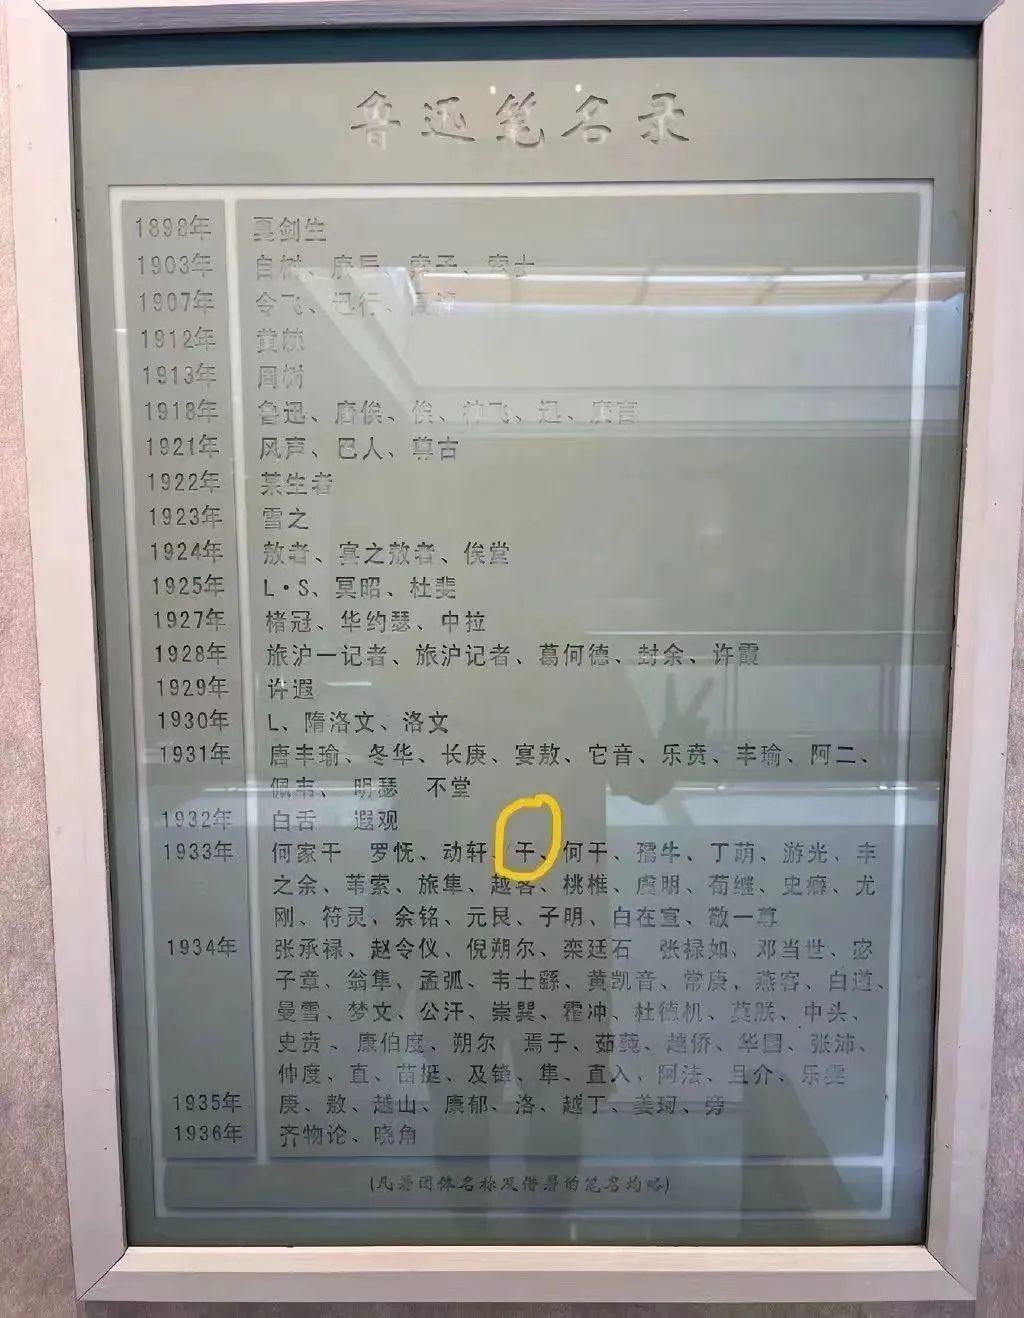 鲁迅笔名录
1898年 戛剑生
1903年 自树、庚辰、索子、索士
1907年 令飞、迅行
1912年 黄棘
1913年 周树
1918年 鲁迅、唐俟、俟、神飞、迅、庚言
1921年 风声、巴人、尊古
1922年 某生者
1923年 雪之
1924年 敖者、宴之敖者、俟堂
1925年 L·S、冥昭、杜斐
1927年 楮冠、华约瑟、中拉
1928年 旅沪一记者、旅沪记者、葛何德、封余、许霞
1929年 许遐
1930年 L、隋洛文、洛文
1931年 唐丰瑜、冬华、长庚、宴敖、它音、乐贲、丰瑜、阿二、
佩韦、 明瑟 不堂
1932年 白舌 遐观
1933年 何家干 罗怃、动轩、干、何干、孺牛、丁萌、游光、丰
之余、苇索、旅隼、越客、桃椎、虞明、荀继、史癖、尤
刚、符灵、余铭、元艮、子明、白在宣、敬一尊
1934年 张承禄、赵令仪、倪朔尔、栾廷石 张禄如、邓当世、宓
子章、翁隼、孟弧、韦士繇、黄凯音、常庚、燕客、白道、
曼雪、梦文、公汗、崇巽、霍冲、杜德机、莫朕、中头、
史贲、康伯度、朔尔 焉于、茹莼、越侨、华圉、张沛、
仲度、直、苗挺、及锋、隼、直入、阿法、且介、乐雯
1935年 庚、敖、越山、康郁、洛、越丁、姜珂、旁
1936年 齐物论、晓角
(凡署团体名称及借署的笔名均略)